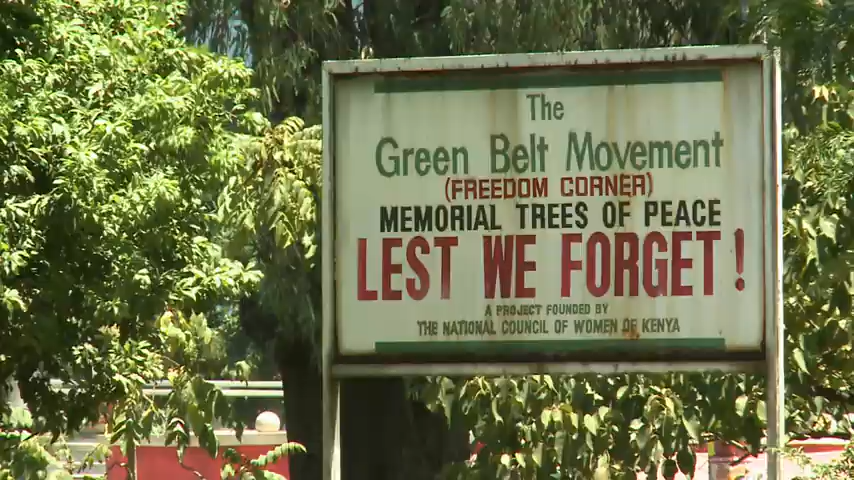 The
Green Belt Movement
(FREEDOM CORNER)
MEMORIAL TREES OF PEACE
LEST WE FORGET !
A PROJECT FOUNDED BY
THE NATIONAL COUNCIL OF WOMEN OF KENYA